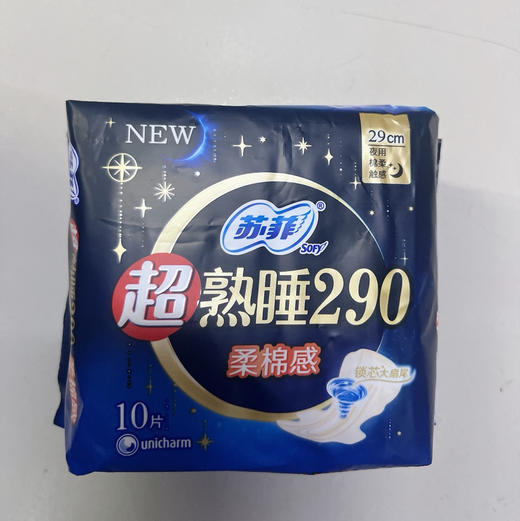 NEW
29cm
夜用
棉柔
触感
苏菲®
SOFY
超熟睡290
柔棉感
锁芯大扇尾
10片
unicharm